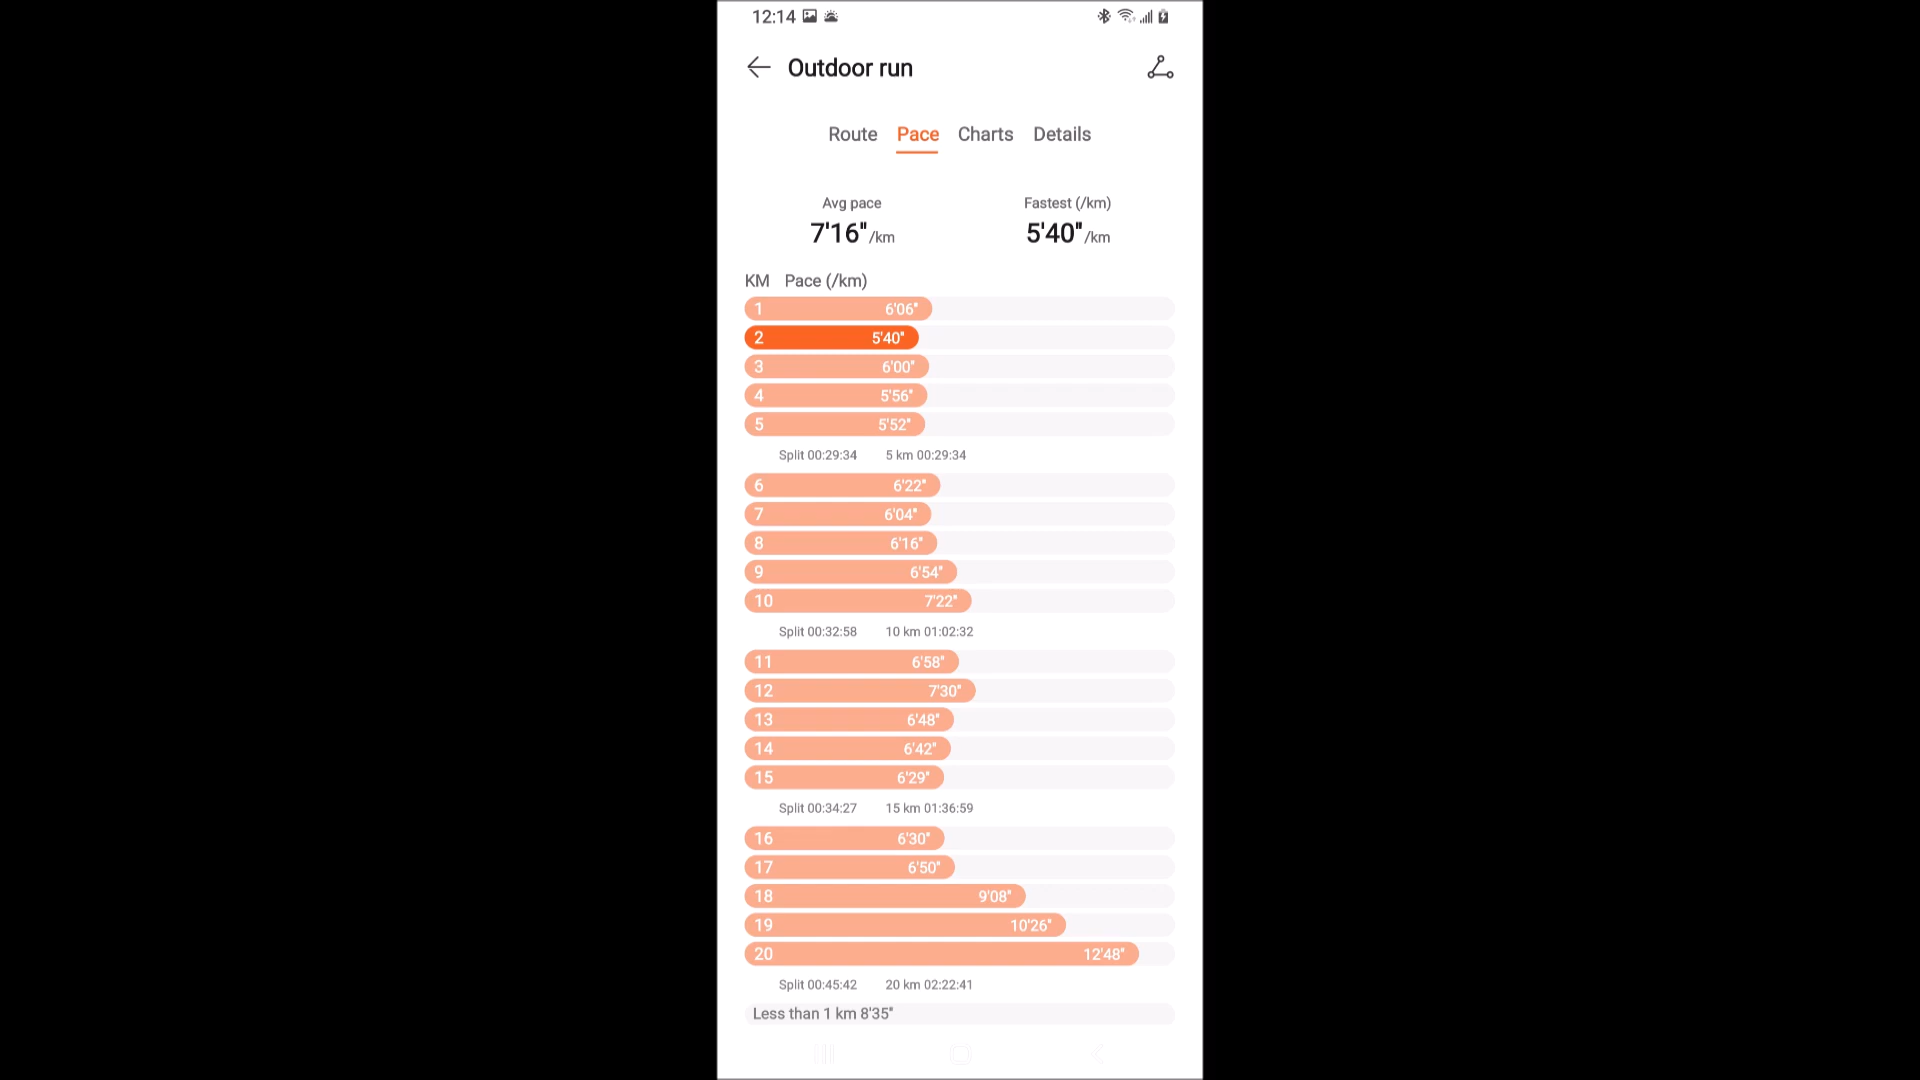 12:14
Outdoor run
Route Pace Charts Details
Avg pace Fastest (/km)
7'16"/km 5'40"/km
KM Pace (/km)
1 6'06"
2 5'40"
3 6'00"
4 5'56"
5 5'52"
Split 00:29:34 5 km 00:29:34
6 6'22"
7 6'04"
8 6'16"
9 6'54"
10 7'22"
Split 00:32:58 10 km 01:02:32
11 6'58"
12 7'30"
13 6'48"
14 6'42"
15 6'29"
Split 00:34:27 15 km 01:36:59
16 6'30"
17 6'50"
18 9'08"
19 10'26"
20 12'48"
Split 00:45:42 20 km 02:22:41
Less than 1 km 8'35"